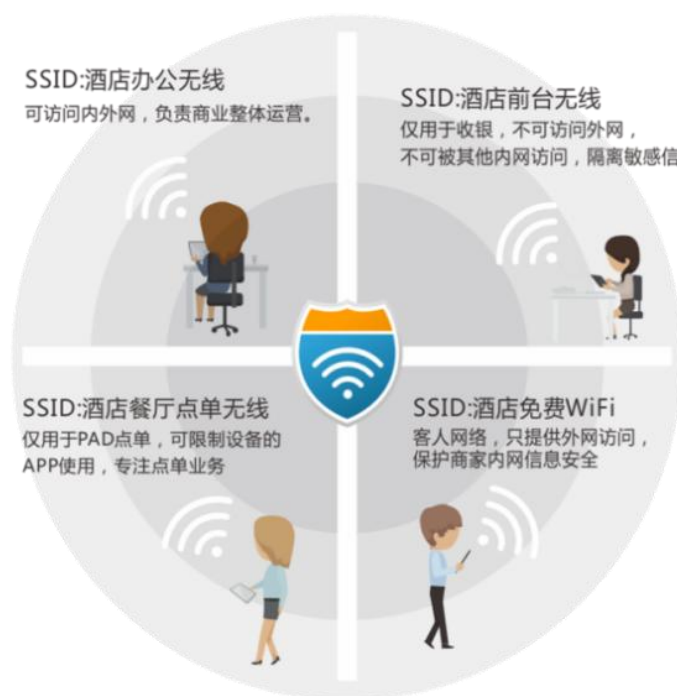 SSID:酒店办公无线
可访问内外网，负责商业整体运营。
SSID:酒店前台无线
仅用于收银，不可访问外网，
不可被其他内网访问，隔离敏感信
SSID:酒店餐厅点单无线
仅用于PAD点单，可限制设备的
APP使用，专注点单业务
SSID:酒店免费WiFi
客人网络，只提供外网访问，
保护商家内网信息安全